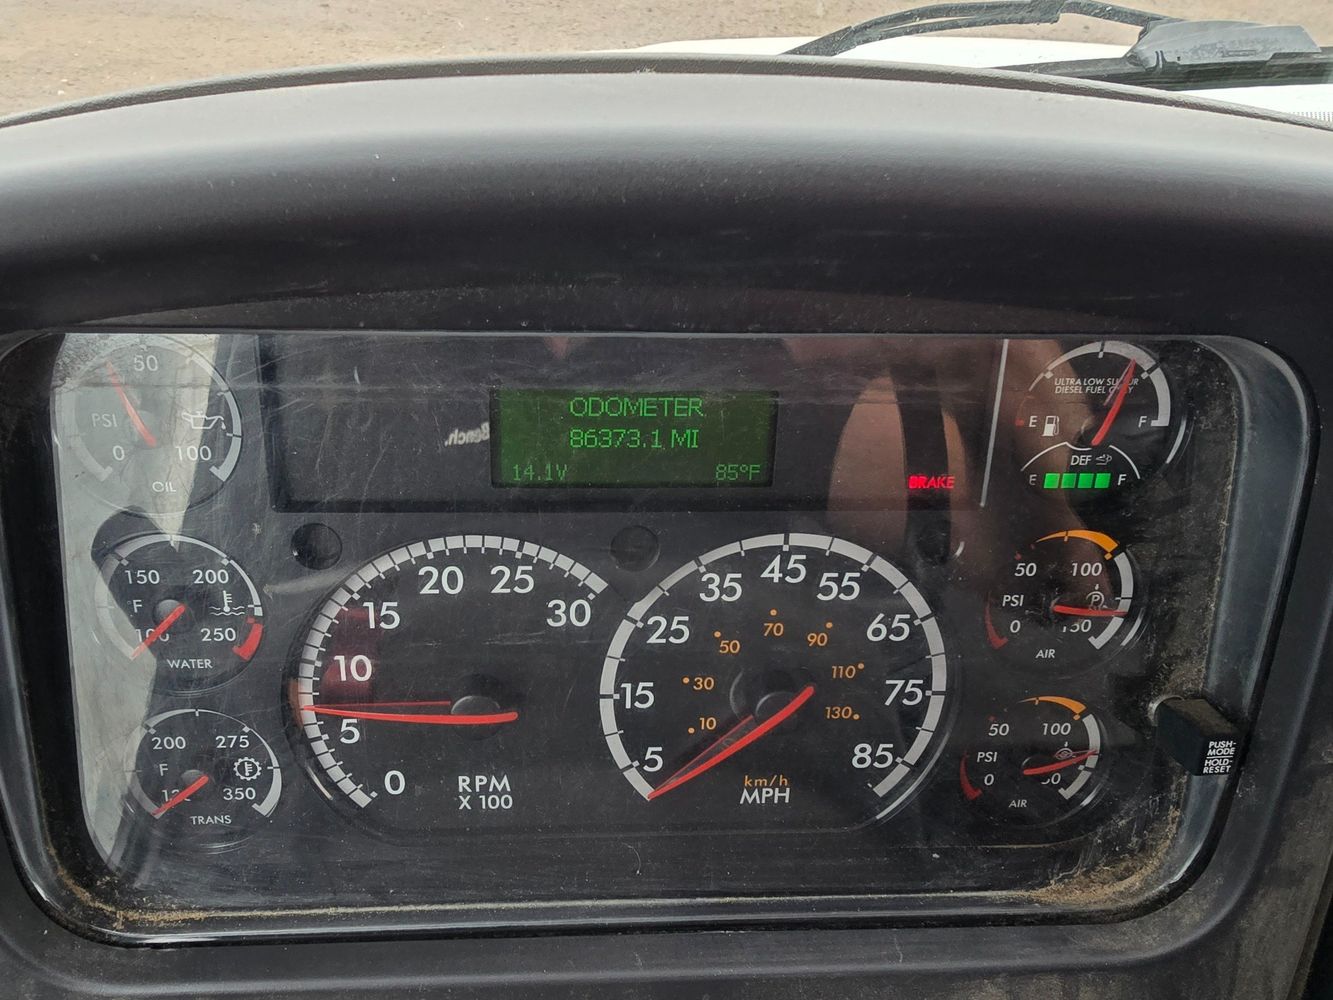 50
PSI
0
100
OIL
150
200
F
100
250
WATER
200
275
F
350
TRANS
ODOMETER
86373.1 MI
14.1V
85°F
BRAKE
0
5
10
15
20
25
30
RPM
X 100
5
15
25
35
45
55
65
75
85
10
30
50
70
90
110
130
km/h
MPH
ULTRA LOW SULFUR
DIESEL FUEL ONLY
E
F
DEF
E
F
50
100
PSI
0
150
AIR
50
100
PSI
0
AIR
PUSH-
MODE
HOLD-
RESET